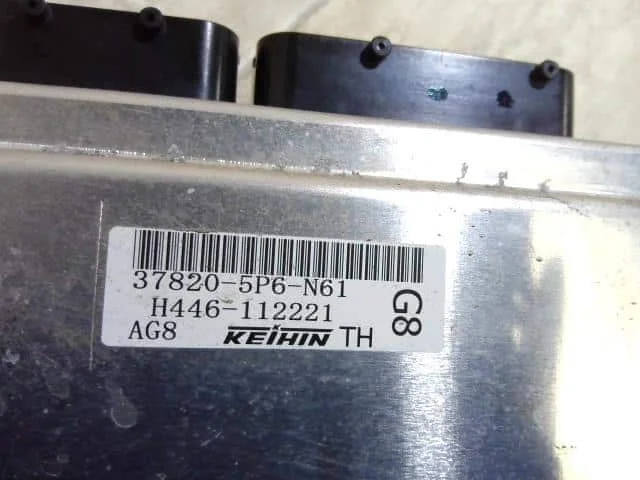 37820-5P6-N61
H446-112221
AG8 KEIHIN TH
G8